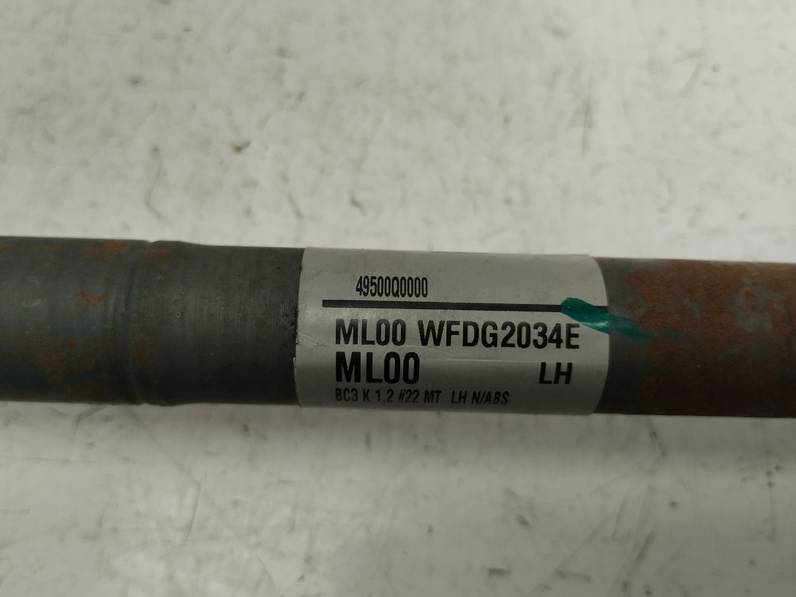 49500Q0000
ML00 WFDG2034E
ML00 LH
BC3 K 1.2 #22 MT LH N/ABS